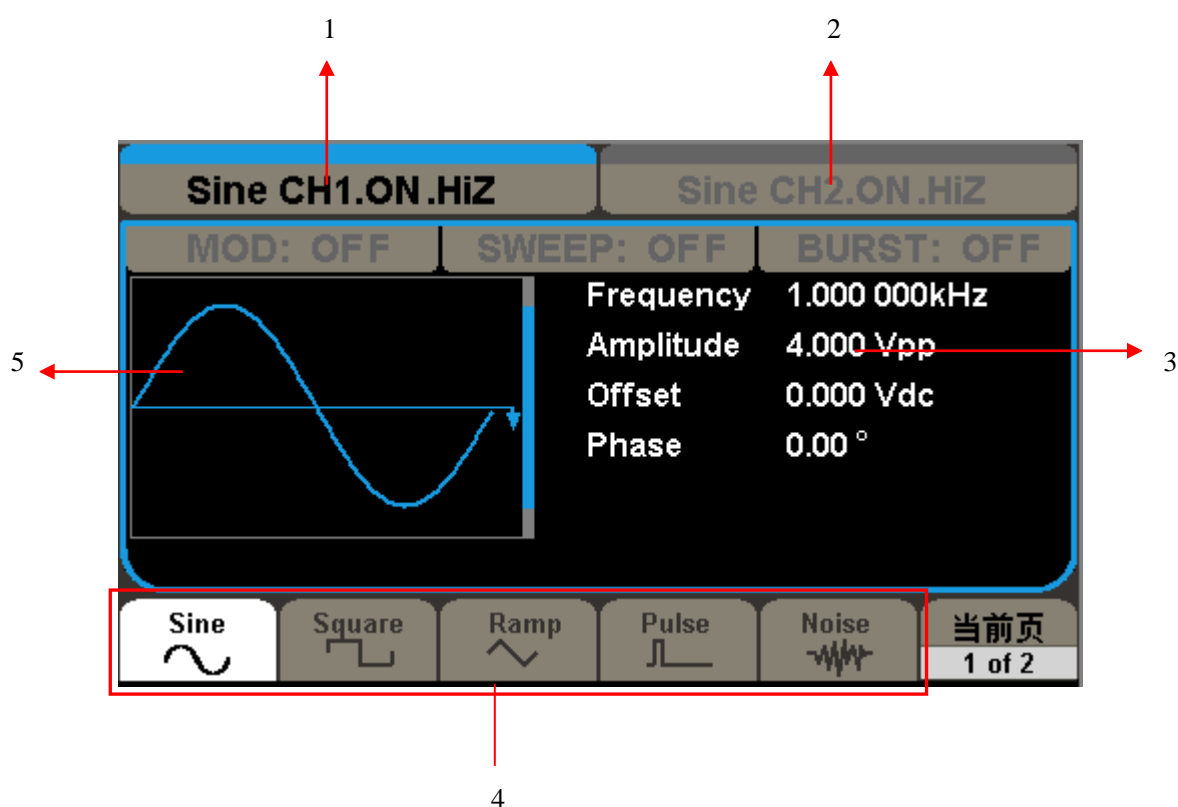 1
2
Sine CH1.ON.HiZ
Sine CH2.ON.HiZ
MOD: OFF
SWEEP: OFF
BURST: OFF
Frequency 1.000 000kHz
Amplitude 4.000 Vpp
Offset 0.000 Vdc
Phase 0.00 °
5
3
Sine
Square
Ramp
Pulse
Noise
当前页
1 of 2
4